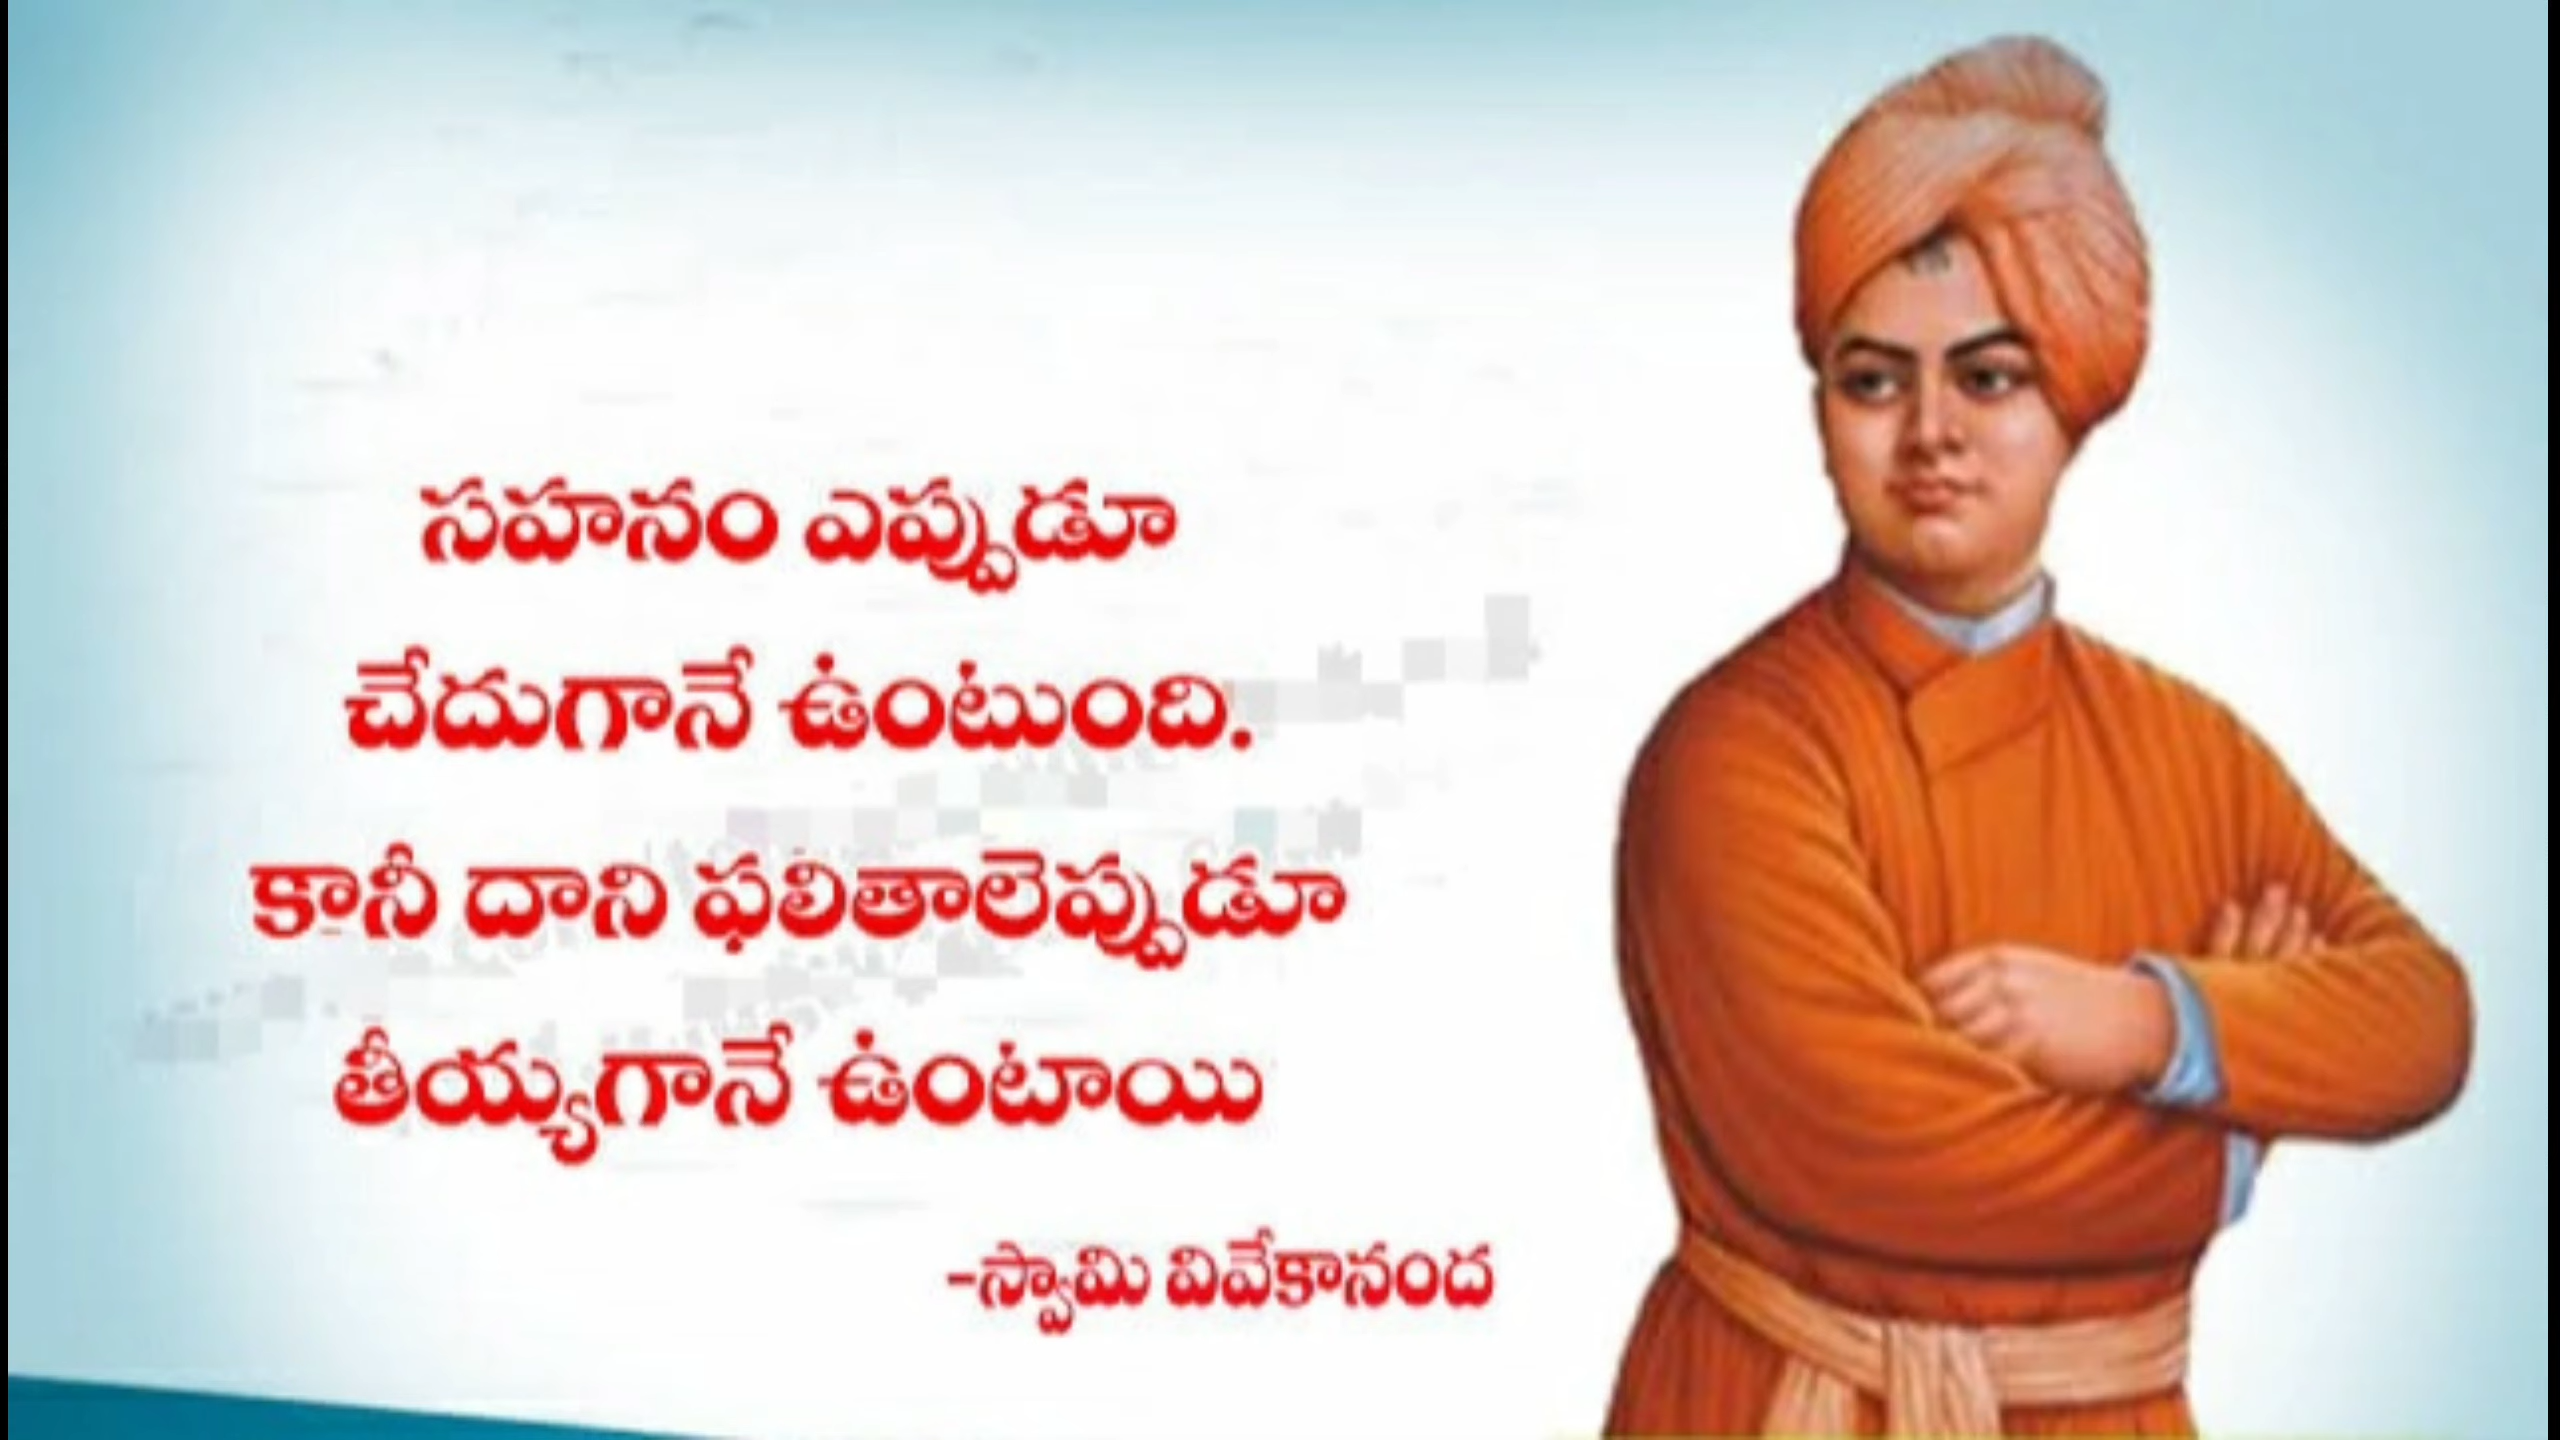 సహనం ఎప్పుడూ
చేదుగానే ఉంటుంది.
కానీ దాని ఫలితాలెప్పుడూ
తీయ్యగానే ఉంటాయి
-స్వామి వివేకానంద